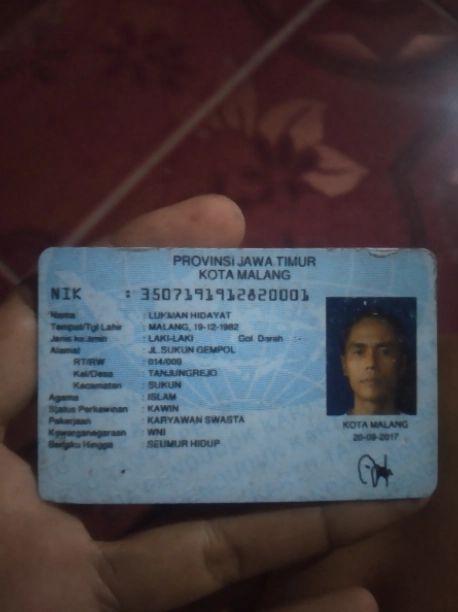 PROVINSI JAWA TIMUR
KOTA MALANG
NIK : 3507191912820001
Nama : LUKMAN HIDAYAT
Tempat/Tgl Lahir : MALANG, 19-12-1982
Jenis kelamin : LAKI-LAKI Gol. Darah :-
Alamat : JL.SUKUN GEMPOL
RT/RW : 014/009
Kel/Desa : TANJUNGREJO
Kecamatan : SUKUN
Agama : ISLAM
Status Perkawinan : KAWIN
Pekerjaan : KARYAWAN SWASTA
Kewarganegaraan : WNI
Berlaku Hingga : SEUMUR HIDUP
KOTA MALANG
20-09-2017